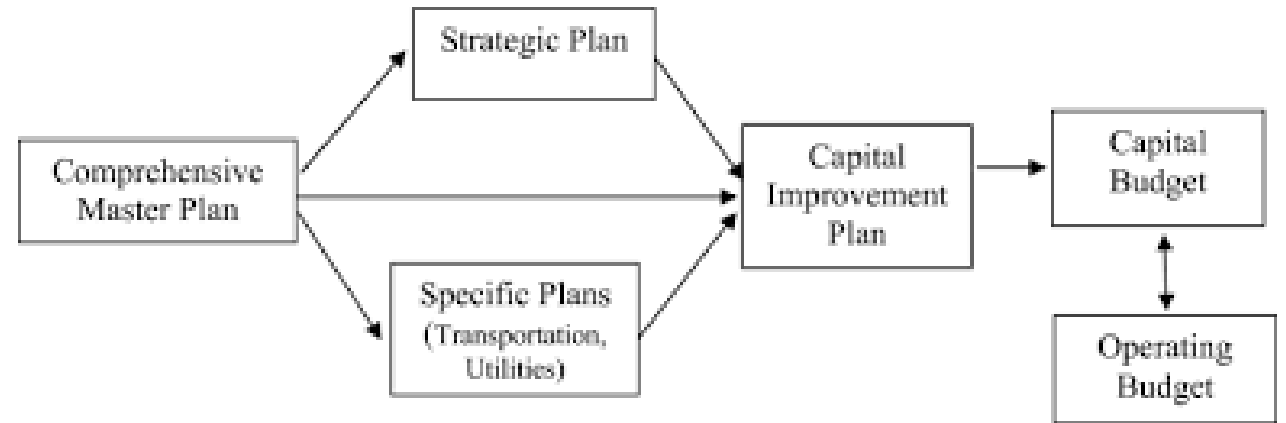 Strategic Plan
Comprehensive
Master Plan
Specific Plans
(Transportation,
Utilities)
Capital
Improvement
Plan
Capital
Budget
Operating
Budget